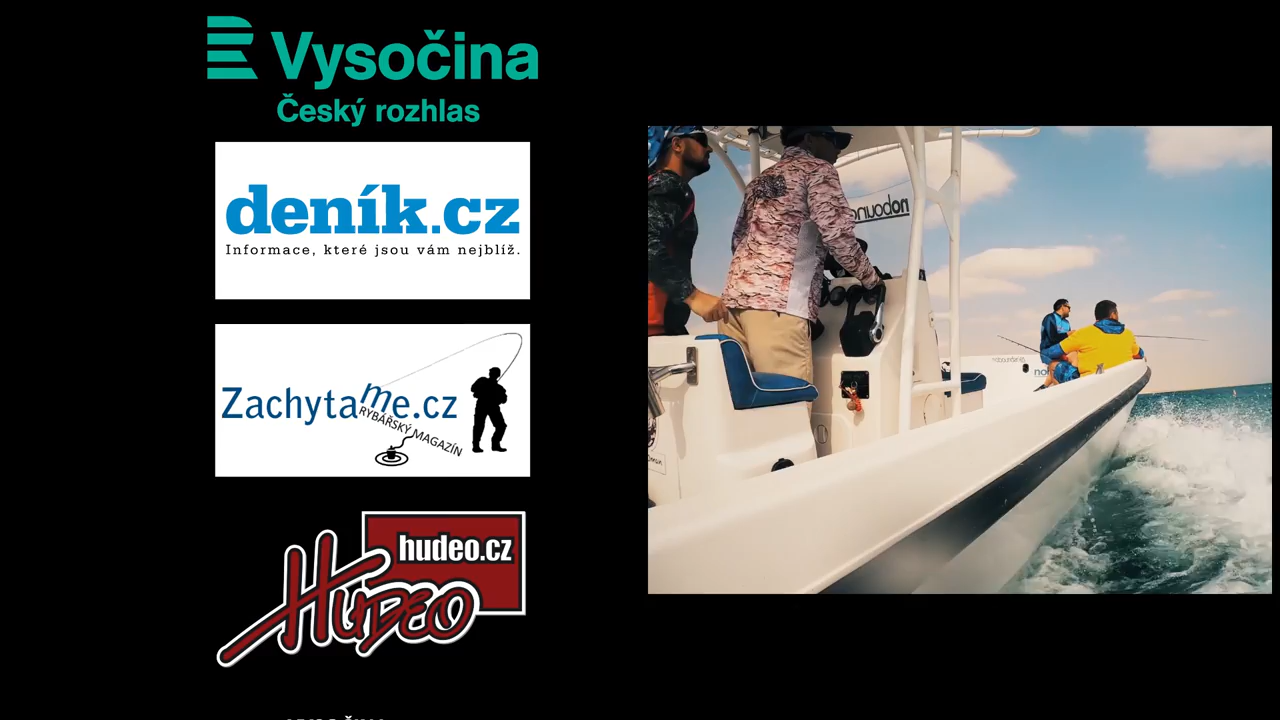 Vysočina
Český rozhlas
deník.cz
Informace, které jsou vám nejblíž.
Zachytame.cz
RYBÁŘSKÝ MAGAZÍN
hudeo.cz
HUDEO